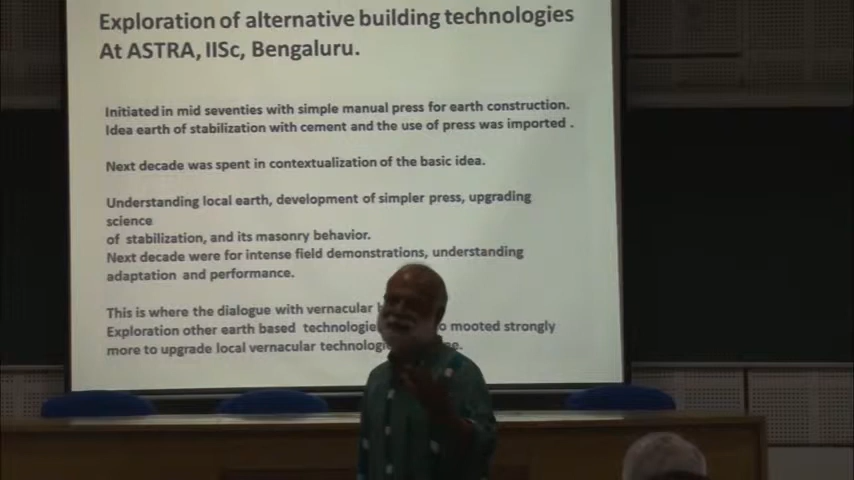 Exploration of alternative building technologies
At ASTRA, IISc, Bengaluru.
Initiated in mid seventies with simple manual press for earth construction.
Idea earth of stabilization with cement and the use of press was imported .
Next decade was spent in contextualization of the basic idea.
Understanding local earth, development of simpler press, upgrading
science
of stabilization, and its masonry behavior.
Next decade were for intense field demonstrations, understanding
adaptation and performance.
This is where the dialogue with vernacular
Exploration other earth based mooted strongly
more to upgrade local vernacular